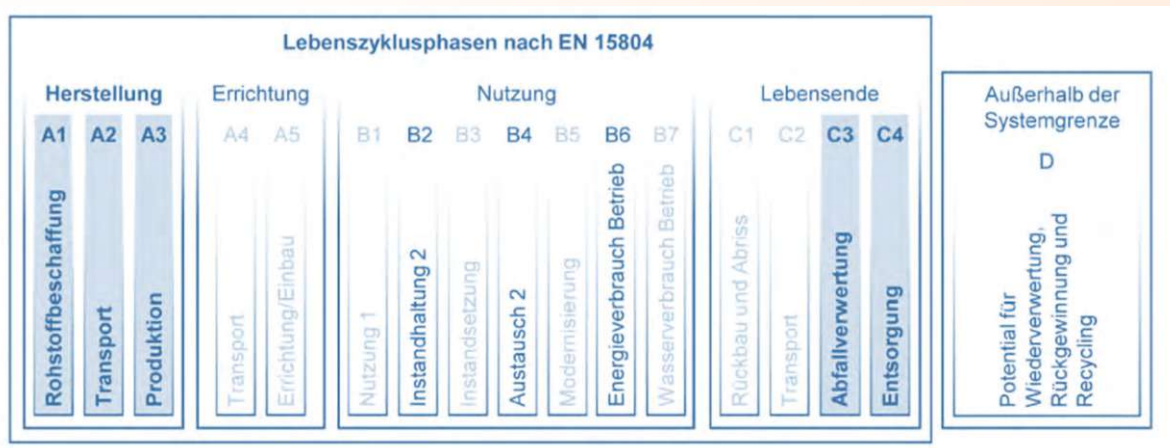 Lebenszyklusphasen nach EN 15804
Herstellung
A1 A2 A3
Rohstoffbeschaffung
Transport
Produktion
Errichtung
A4 A5
Transport
Errichtung/Einbau
Nutzung
B1 B2 B3 B4 B5 B6 B7
Nutzung 1
Instandhaltung 2
Instandsetzung
Austausch 2
Modernisierung
Energieverbrauch Betrieb
Wasserverbrauch Betrieb
Lebensende
C1 C2 C3 C4
Rückbau und Abriss
Transport
Abfallverwertung
Entsorgung
Außerhalb der
Systemgrenze
D
Potential für
Wiederverwertung,
Rückgewinnung und
Recycling